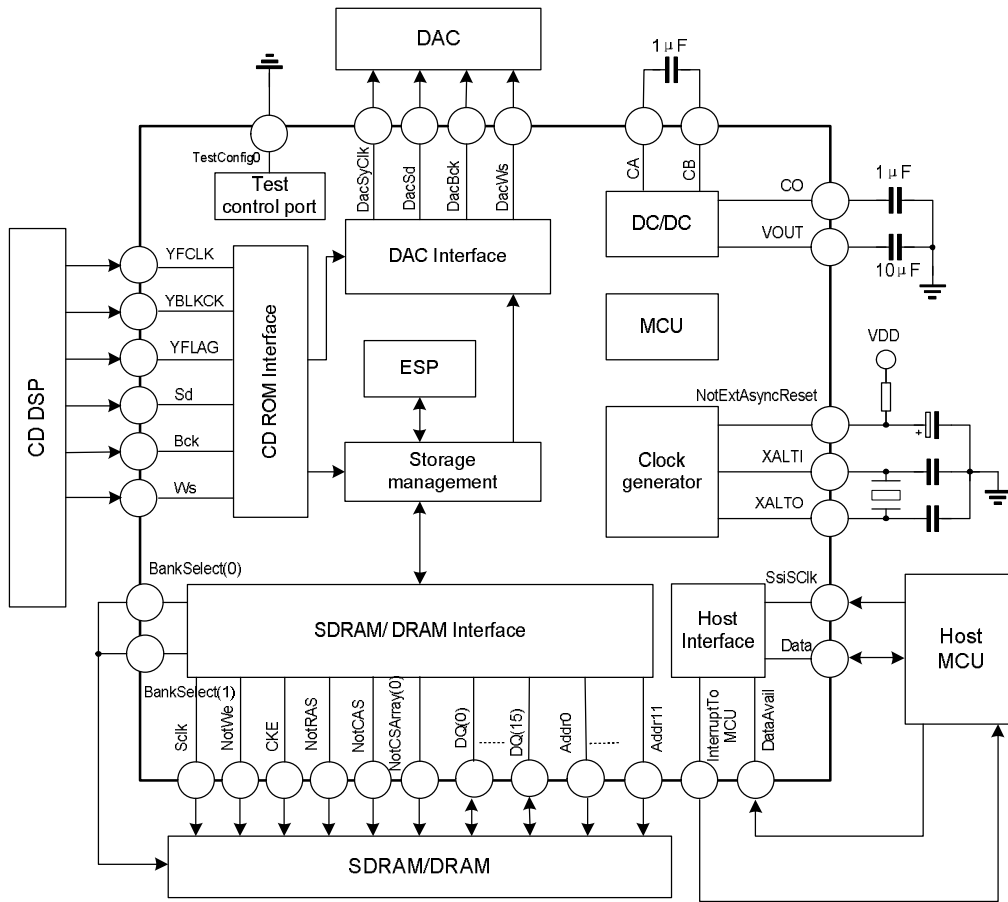 DAC
1μF
TestConfig0
Test
control port
DacSyClk
DacSd
DacBck
DacWs
CA
CB
CO
1μF
DC/DC
VOUT
10μF
DAC Interface
CD DSP
YFCLK
YBLKCK
YFLAG
Sd
Bck
Ws
CD ROM Interface
MCU
ESP
VDD
NotExtAsyncReset
+
Storage
management
Clock
generator
XALTI
XALTO
BankSelect(0)
BankSelect(1)
SDRAM/ DRAM Interface
Host
Interface
SsiSClk
Data
Host
MCU
Sclk
NotWe
CKE
NotRAS
NotCAS
NotCSArray(0)
DQ(0)
......
DQ(15)
Addr0
......
Addr11
InterruptTo
MCU
DataAvail
SDRAM/DRAM